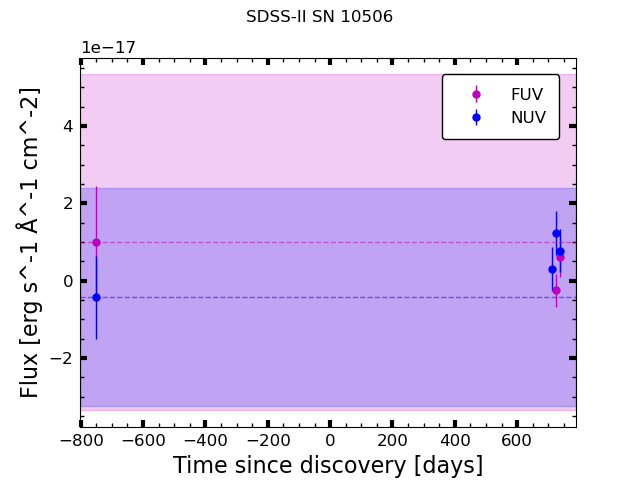 SDSS-II SN 10506
1e−17
FUV
NUV
4
2
0
−2
Flux [erg s^-1 Å^-1 cm^-2]
−800 −600 −400 −200 0 200 400 600
Time since discovery [days]